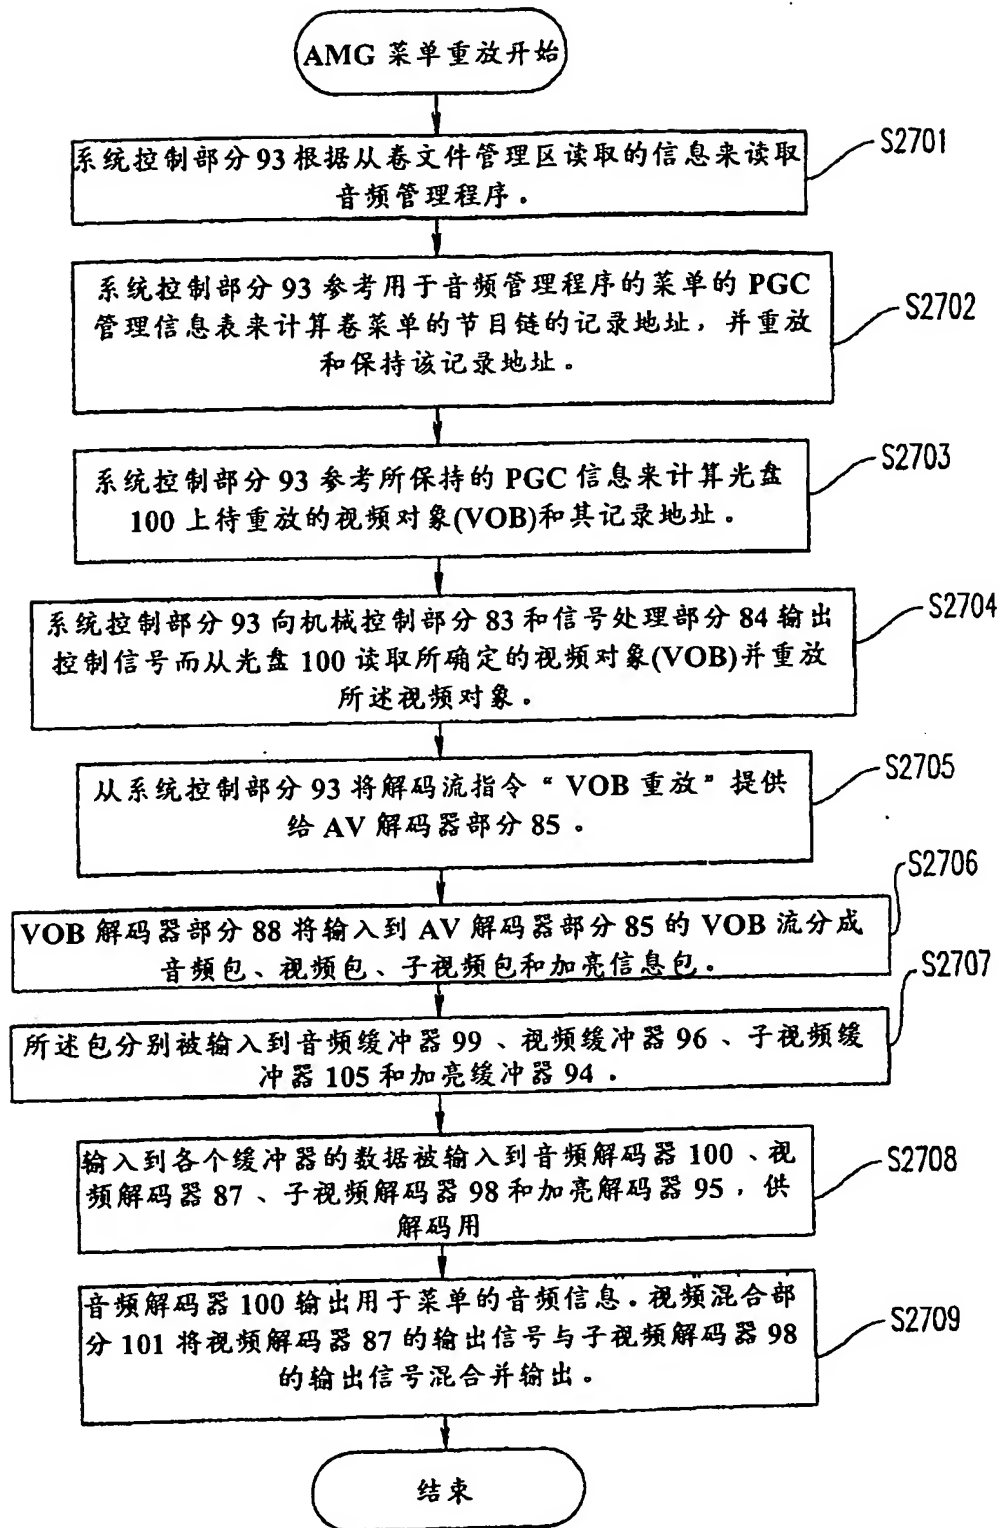 AMG 菜单重放开始
系统控制部分 93 根据从卷文件管理区读取的信息来读取
音频管理程序。
S2701
系统控制部分 93 参考用于音频管理程序的菜单的 PGC
管理信息表来计算卷菜单的节目链的记录地址，并重放
和保持该记录地址。
S2702
系统控制部分 93 参考所保持的 PGC 信息来计算光盘
100 上待重放的视频对象(VOB)和其记录地址。
S2703
系统控制部分 93 向机械控制部分 83 和信号处理部分 84 输出
控制信号而从光盘 100 读取所确定的视频对象(VOB)并重放
所述视频对象。
S2704
从系统控制部分 93 将解码流指令“VOB 重放”提供
给 AV 解码器部分 85。
S2705
VOB 解码器部分 88 将输入到 AV 解码器部分 85 的 VOB 流分成
音频包、视频包、子视频包和加亮信息包。
S2706
所述包分别被输入到音频缓冲器 99、视频缓冲器 96、子视频缓
冲器 105 和加亮缓冲器 94．
S2707
输入到各个缓冲器的数据被输入到音频解码器 100、视
频解码器 87、子视频解码器 98 和加亮解码器 95，供
解码用
S2708
音频解码器 100 输出用于菜单的音频信息。视频混合部
分 101 将视频解码器 87 的输出信号与子视频解码器 98
的输出信号混合并输出。
S2709
结束